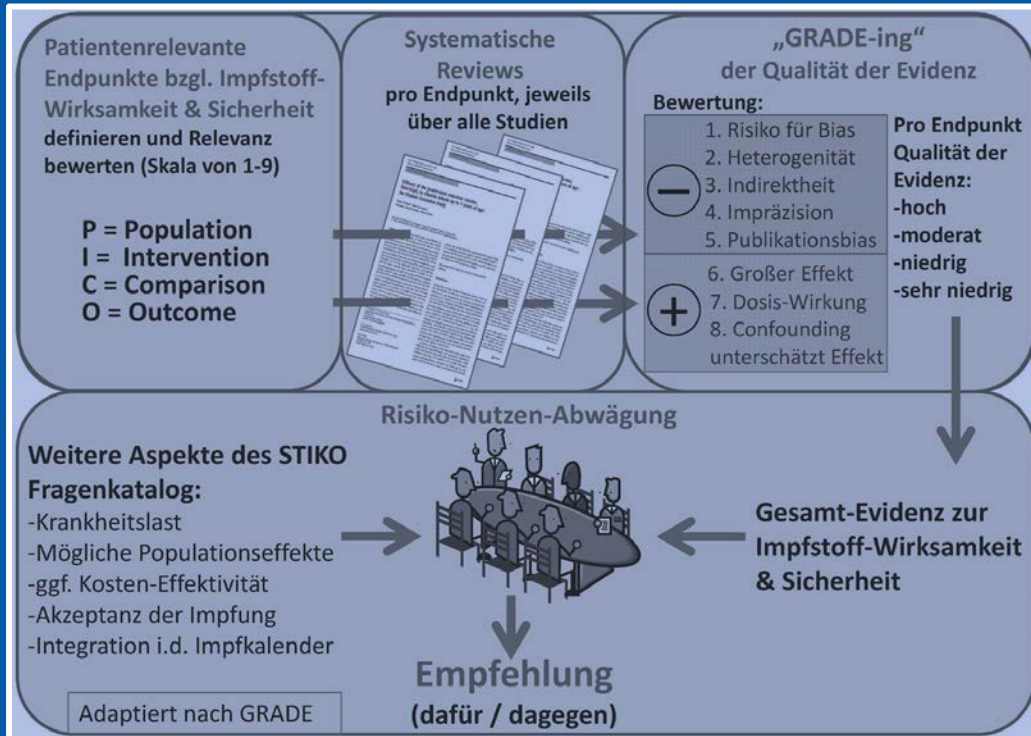 Patientenrelevante
Endpunkte bzgl. Impfstoff-
Wirksamkeit & Sicherheit
definieren und Relevanz
bewerten (Skala von 1-9)
P = Population
I = Intervention
C = Comparison
O = Outcome
Systematische
Reviews
pro Endpunkt, jeweils
über alle Studien
„GRADE-ing“
der Qualität der Evidenz
Bewertung:
1. Risiko für Bias
2. Heterogenität
3. Indirektheit
4. Impräzision
5. Publikationsbias
6. Großer Effekt
7. Dosis-Wirkung
8. Confounding
unterschätzt Effekt
Pro Endpunkt
Qualität der
Evidenz:
-hoch
-moderat
-niedrig
-sehr niedrig
Risiko-Nutzen-Abwägung
Weitere Aspekte des STIKO
Fragenkatalog:
-Krankheitslast
-Mögliche Populationseffekte
-ggf. Kosten-Effektivität
-Akzeptanz der Impfung
-Integration i.d. Impfkalender
Gesamt-Evidenz zur
Impfstoff-Wirksamkeit
& Sicherheit
Empfehlung
(dafür / dagegen)
Adaptiert nach GRADE